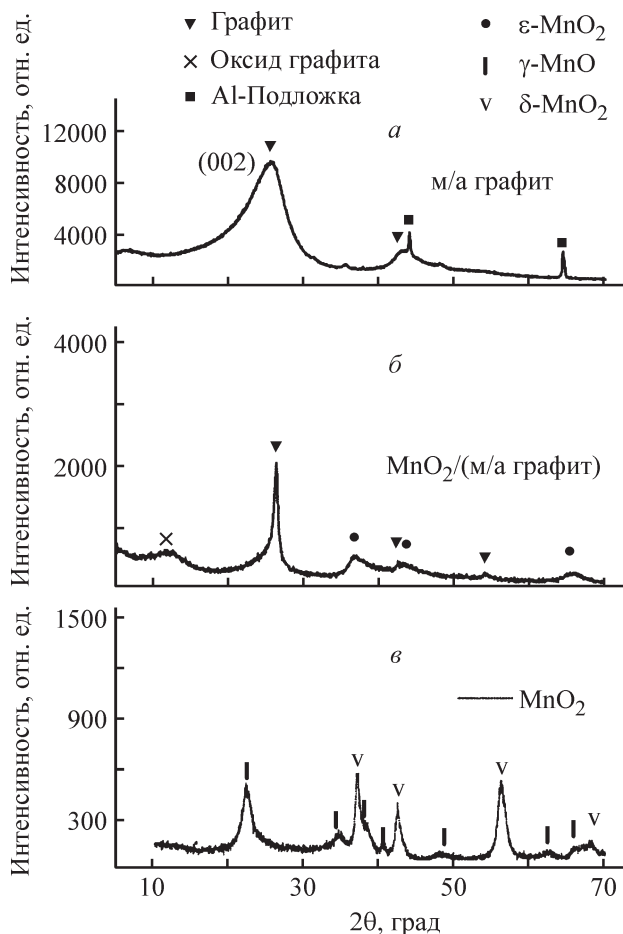 Графит
Оксид графита
Al-Подложка
ε-MnO₂
γ-MnO
v δ-MnO₂
Интенсивность, отн. ед.
12000
8000
4000
(002)
а
м/а графит
Интенсивность, отн. ед.
4000
2000
б
MnO₂/(м/а графит)
Интенсивность, отн. ед.
1500
900
300
в
MnO₂
v
v
v
v
10 30 50 70
2θ, град